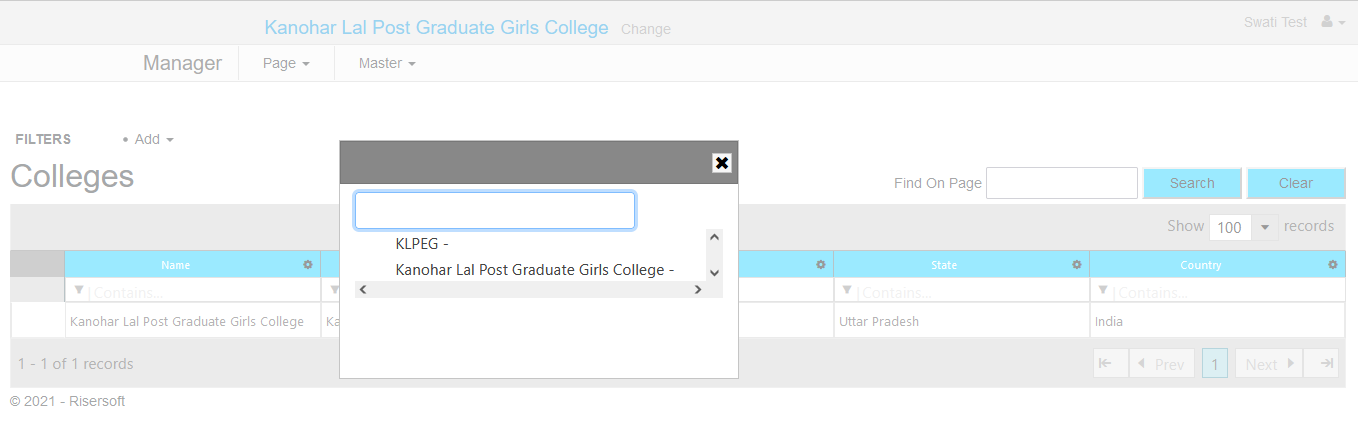 Kanohar Lal Post Graduate Girls College Change
Swati Test
Manager Page Master
FILTERS • Add
Colleges
Find On Page Search Clear
Show 100 records
Name State Country
Contains... Contains... Contains...
Kanohar Lal Post Graduate Girls College Ka Uttar Pradesh India
KLPEG -
Kanohar Lal Post Graduate Girls College -
1 - 1 of 1 records
Prev 1 Next
© 2021 - Risersoft